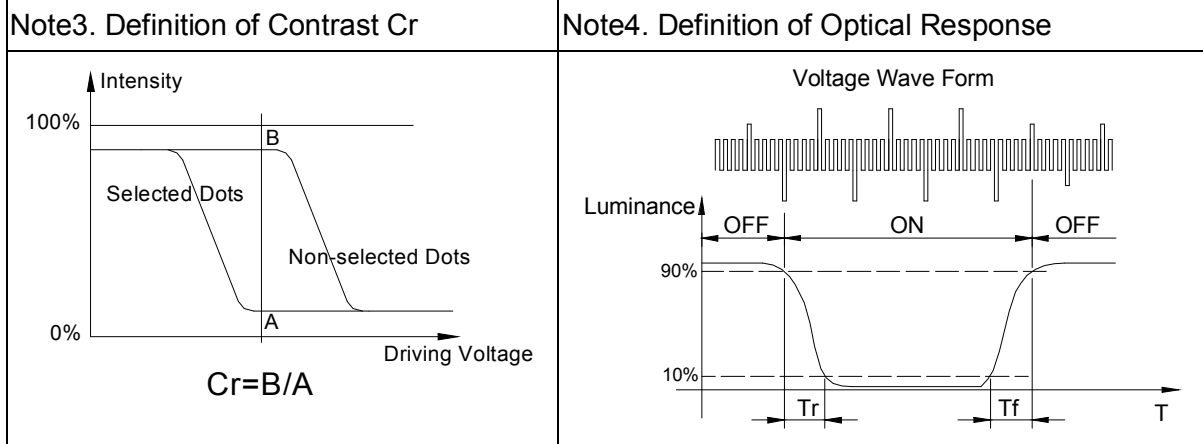 Note3. Definition of Contrast Cr
Intensity
100%
B
Selected Dots
Non-selected Dots
A
0%
Driving Voltage
Cr=B/A
Note4. Definition of Optical Response
Voltage Wave Form
Luminance
OFF ON OFF
90%
10%
Tr Tf T